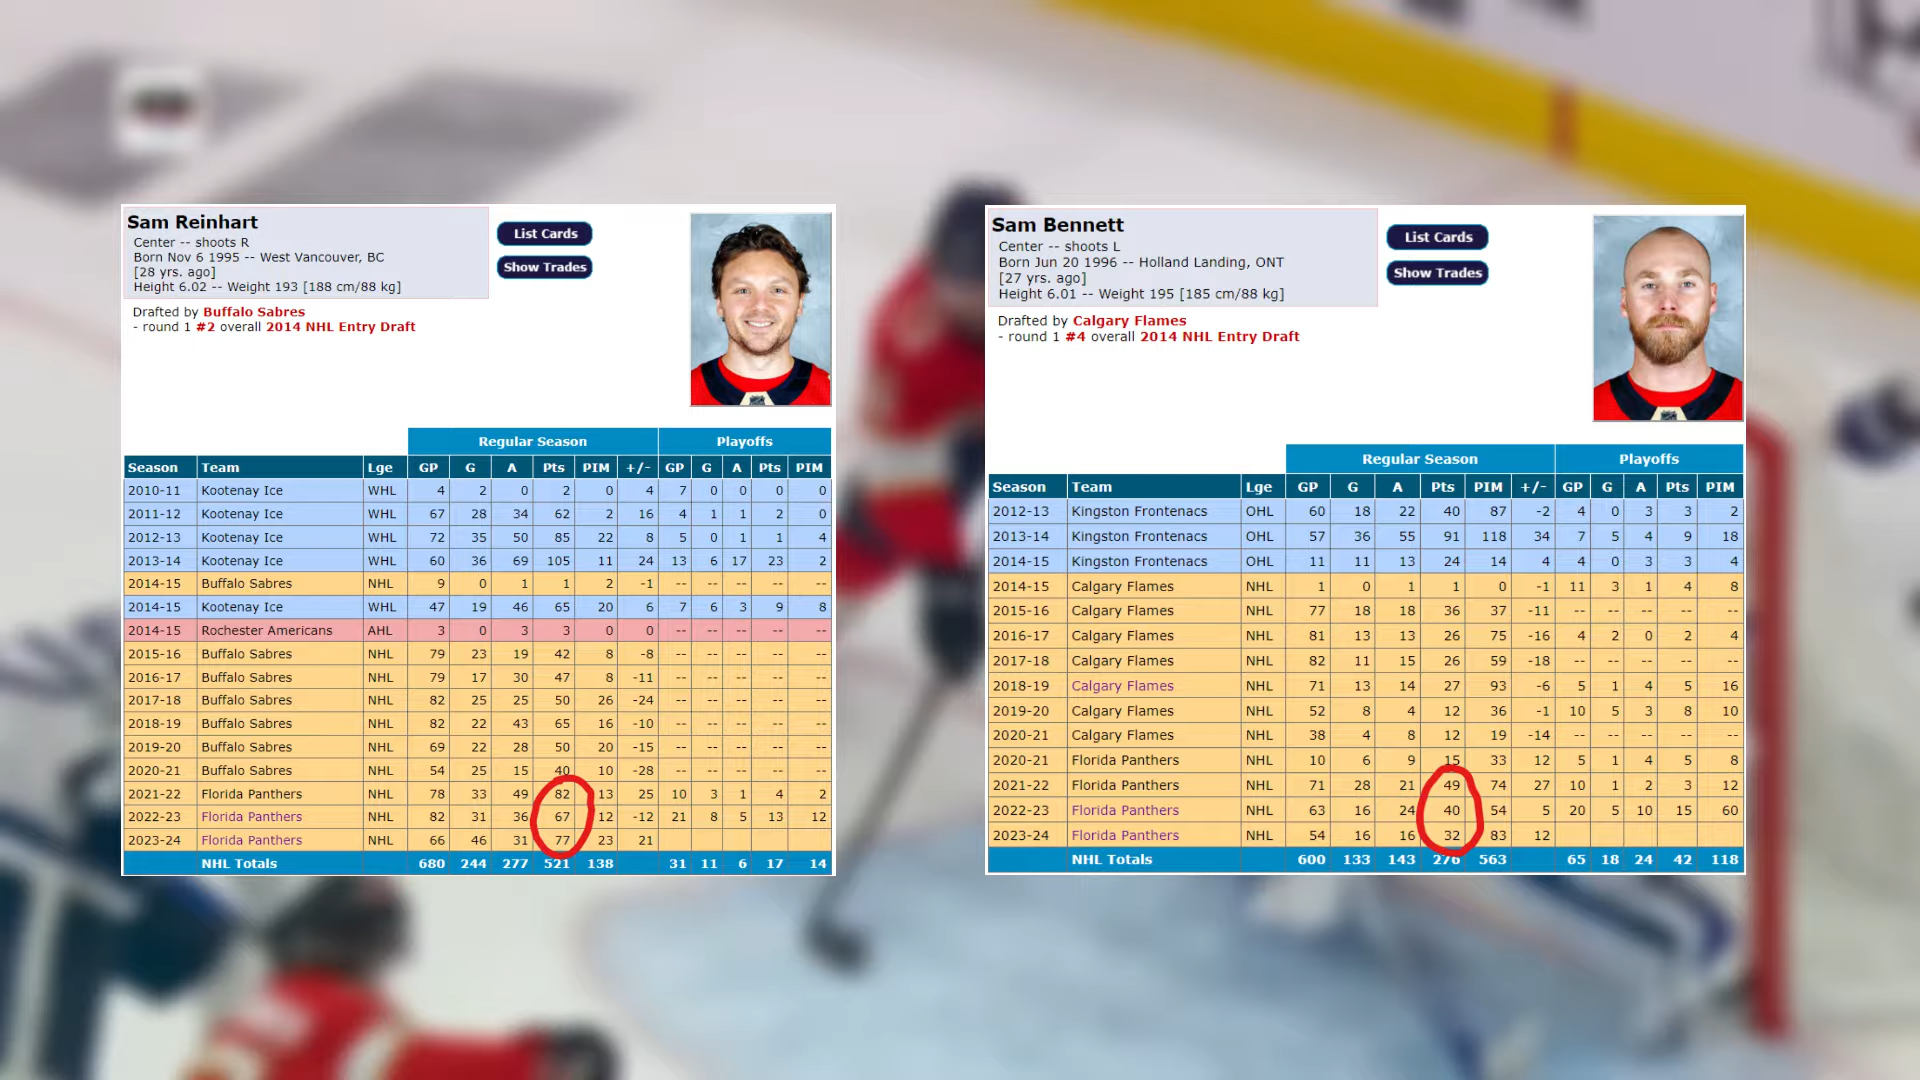 Sam Reinhart
Center -- shoots R
Born Nov 6 1995 -- West Vancouver, BC
[28 yrs. ago]
Height 6.02 -- Weight 193 [188 cm/88 kg]
List Cards
Show Trades
Drafted by Buffalo Sabres
- round 1 #2 overall 2014 NHL Entry Draft
Regular Season Playoffs
Season Team Lge GP G A Pts PIM +/- GP G A Pts PIM
2010-11 Kootenay Ice WHL 4 2 0 2 0 4 7 0 0 0 0
2011-12 Kootenay Ice WHL 67 28 34 62 2 16 4 1 1 2 0
2012-13 Kootenay Ice WHL 72 35 50 85 22 8 5 0 1 1 4
2013-14 Kootenay Ice WHL 60 36 69 105 11 24 13 6 17 23 2
2014-15 Buffalo Sabres NHL 9 0 1 1 2 -1 -- -- -- -- --
2014-15 Kootenay Ice WHL 47 19 46 65 20 6 7 6 3 9 8
2014-15 Rochester Americans AHL 3 0 3 3 0 0 -- -- -- -- --
2015-16 Buffalo Sabres NHL 79 23 19 42 8 -8 -- -- -- -- --
2016-17 Buffalo Sabres NHL 79 17 30 47 8 -11 -- -- -- -- --
2017-18 Buffalo Sabres NHL 82 25 25 50 26 -24 -- -- -- -- --
2018-19 Buffalo Sabres NHL 82 22 43 65 16 -10 -- -- -- -- --
2019-20 Buffalo Sabres NHL 69 22 28 50 20 -15 -- -- -- -- --
2020-21 Buffalo Sabres NHL 54 25 15 40 10 -28 -- -- -- -- --
2021-22 Florida Panthers NHL 78 33 49 82 13 25 10 3 1 4 2
2022-23 Florida Panthers NHL 82 31 36 67 12 -12 21 8 5 13 12
2023-24 Florida Panthers NHL 66 46 31 77 23 21
NHL Totals 680 244 277 521 138 31 11 6 17 14
Sam Bennett
Center -- shoots L
Born Jun 20 1996 -- Holland Landing, ONT
[27 yrs. ago]
Height 6.01 -- Weight 195 [185 cm/88 kg]
List Cards
Show Trades
Drafted by Calgary Flames
- round 1 #4 overall 2014 NHL Entry Draft
Regular Season Playoffs
Season Team Lge GP G A Pts PIM +/- GP G A Pts PIM
2012-13 Kingston Frontenacs OHL 60 18 22 40 87 -2 4 0 3 3 2
2013-14 Kingston Frontenacs OHL 57 36 55 91 118 34 7 5 4 9 18
2014-15 Kingston Frontenacs OHL 11 11 13 24 14 4 4 0 3 3 4
2014-15 Calgary Flames NHL 1 0 1 1 0 -1 11 3 1 4 8
2015-16 Calgary Flames NHL 77 18 18 36 37 -11 -- -- -- -- --
2016-17 Calgary Flames NHL 81 13 13 26 75 -16 4 2 0 2 4
2017-18 Calgary Flames NHL 82 11 15 26 59 -18 -- -- -- -- --
2018-19 Calgary Flames NHL 71 13 14 27 93 -6 5 1 4 5 16
2019-20 Calgary Flames NHL 52 8 4 12 36 -1 10 5 3 8 10
2020-21 Calgary Flames NHL 38 4 8 12 19 -14 -- -- -- -- --
2020-21 Florida Panthers NHL 10 6 9 15 33 12 5 1 4 5 8
2021-22 Florida Panthers NHL 71 28 21 49 74 27 10 1 2 3 12
2022-23 Florida Panthers NHL 63 16 24 40 54 5 20 5 10 15 60
2023-24 Florida Panthers NHL 54 16 16 32 83 12
NHL Totals 600 133 143 276 563 65 18 24 42 118